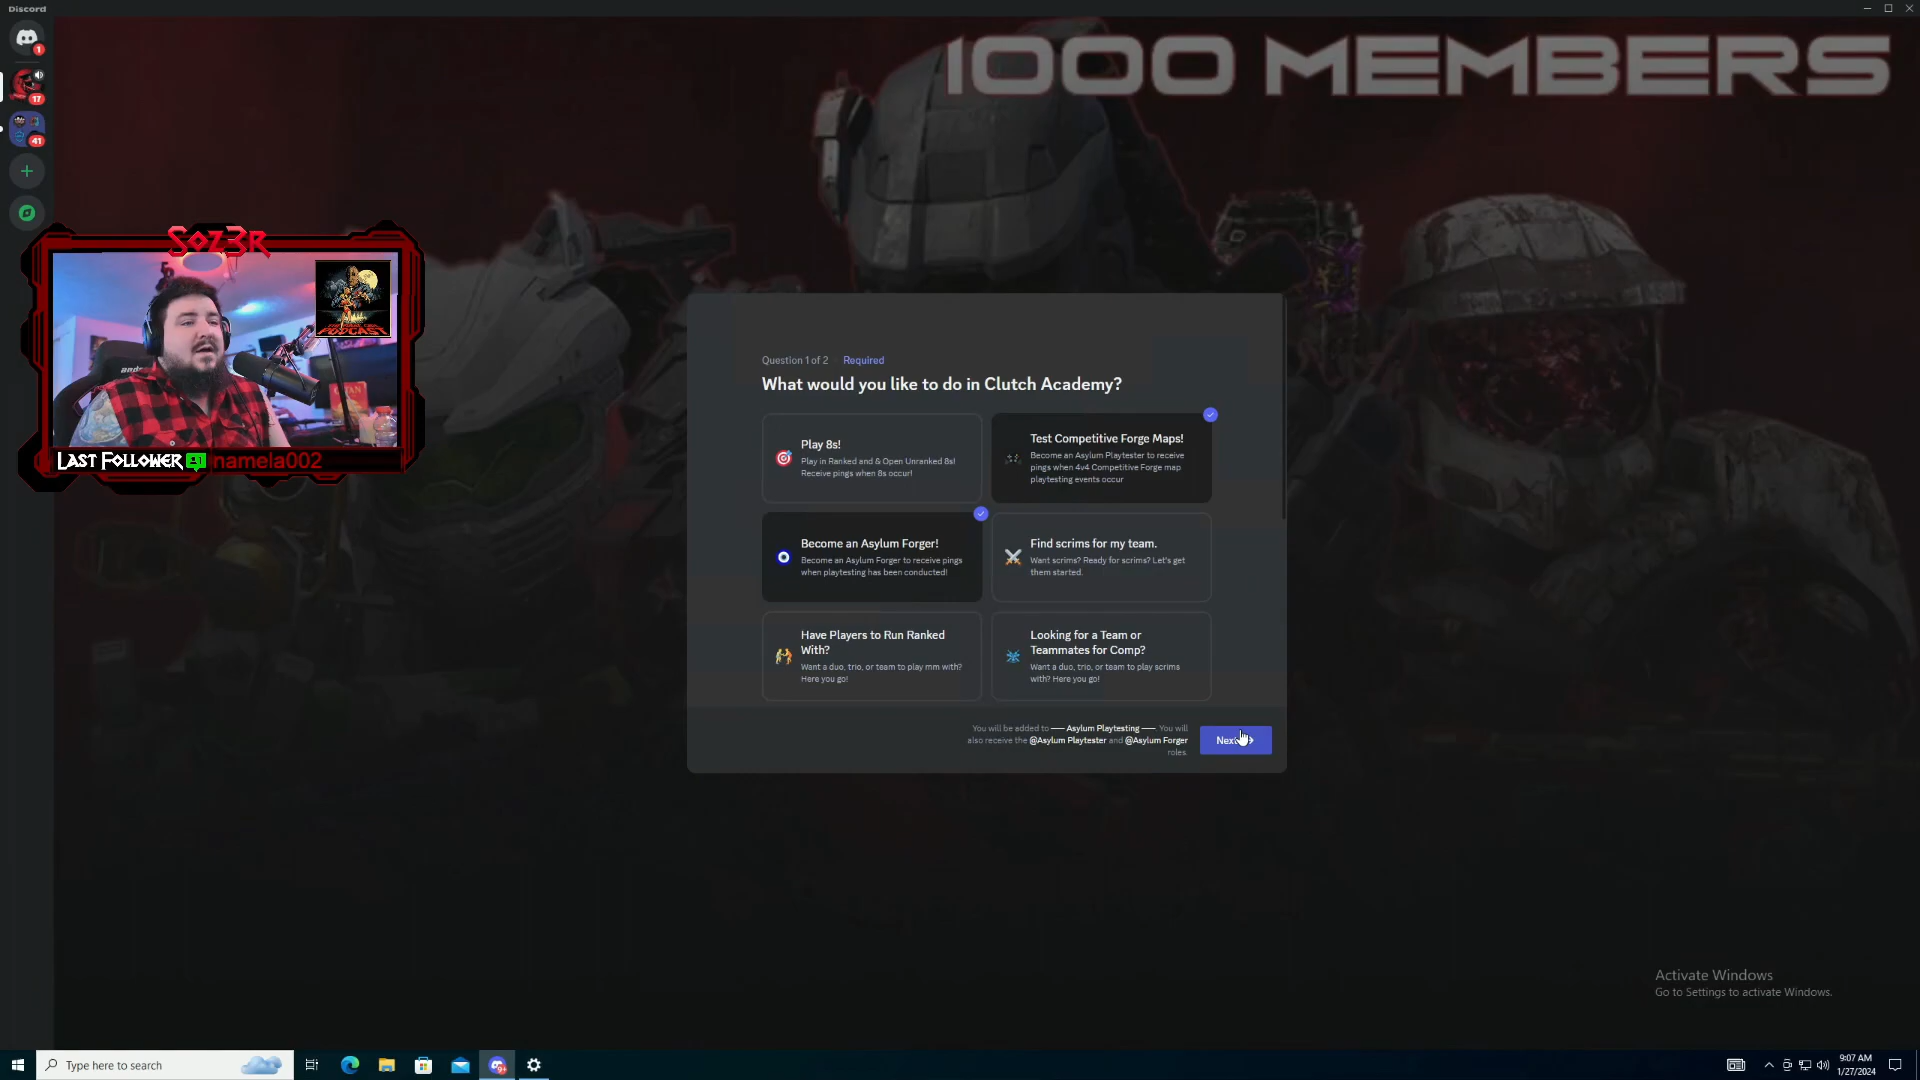 Discord
1000 MEMBERS
1
17
41
Soz3R
PODCAST
LAST FOLLOWER namela002
Question 1 of 2 Required
What would you like to do in Clutch Academy?
Play 8s!
Play in Ranked and & Open Unranked 8s!
Receive pings when 8s occur!
Test Competitive Forge Maps!
Become an Asylum Playtester to receive
pings when 4v4 Competitive Forge map
playtesting events occur
Become an Asylum Forger!
Become an Asylum Forger to receive pings
when playtesting has been conducted!
Find scrims for my team.
Want scrims? Ready for scrims? Let's get
them started.
Have Players to Run Ranked
With?
Want a duo, trio, or team to play mm with?
Here you go!
Looking for a Team or
Teammates for Comp?
Want a duo, trio, or team to play scrims
with? Here you go!
You will be added to —— Asylum Playtesting ——. You will
also receive the @Asylum Playtester and @Asylum Forger
roles.
Next
Activate Windows
Go to Settings to activate Windows.
Type here to search
9+
9:07 AM
1/27/2024